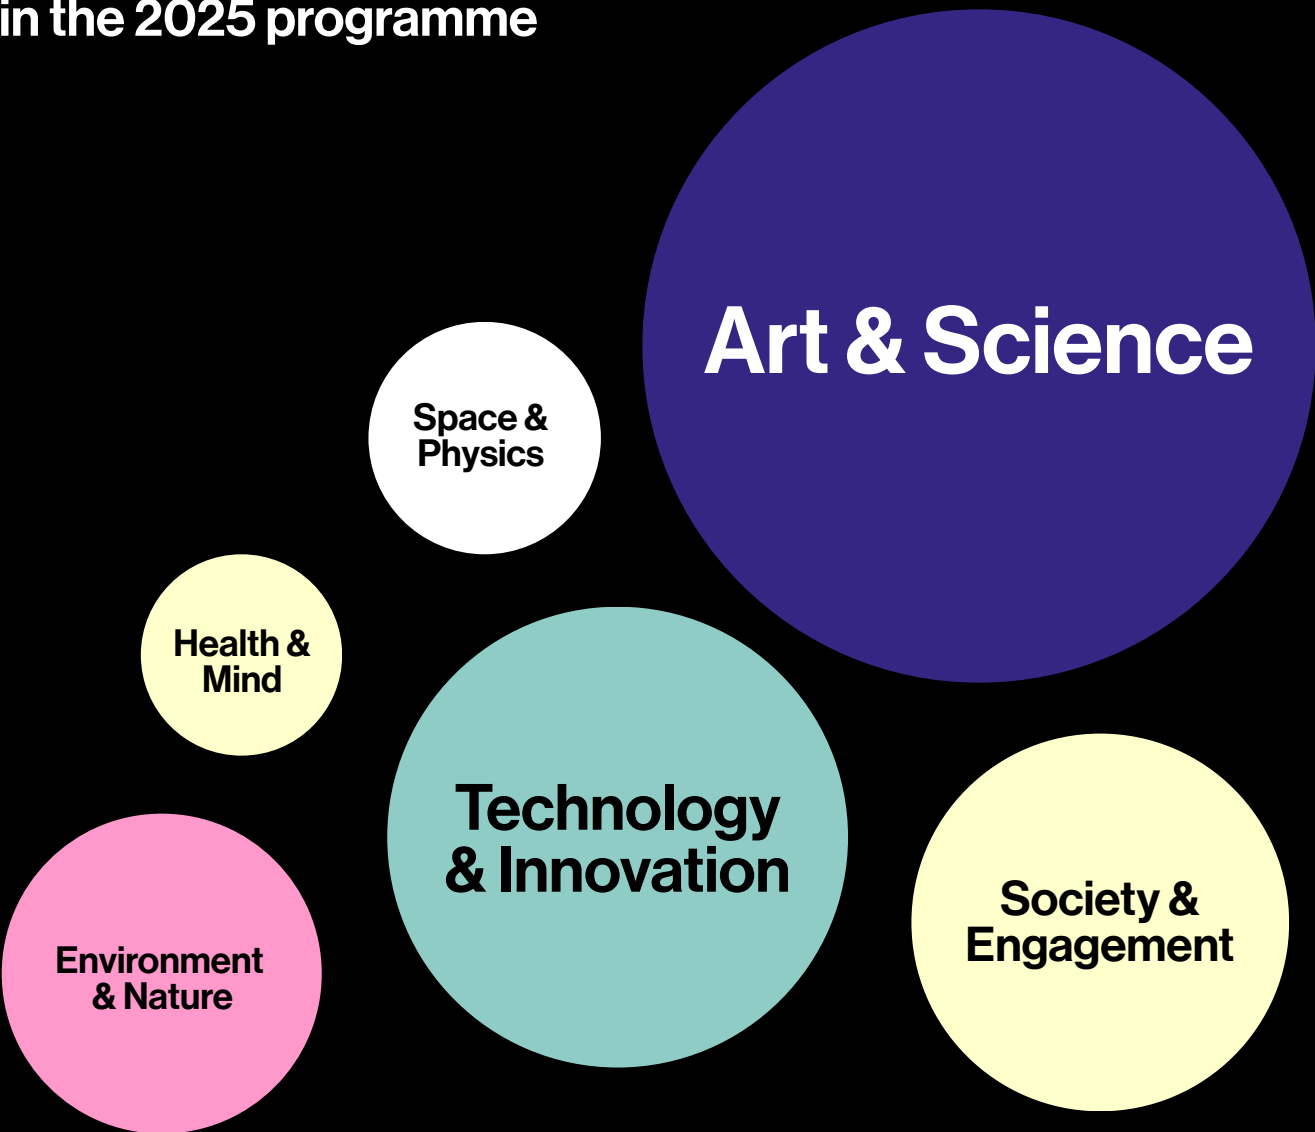 in the 2025 programme
Art & Science
Space &
Physics
Health &
Mind
Technology
& Innovation
Society &
Engagement
Environment
& Nature